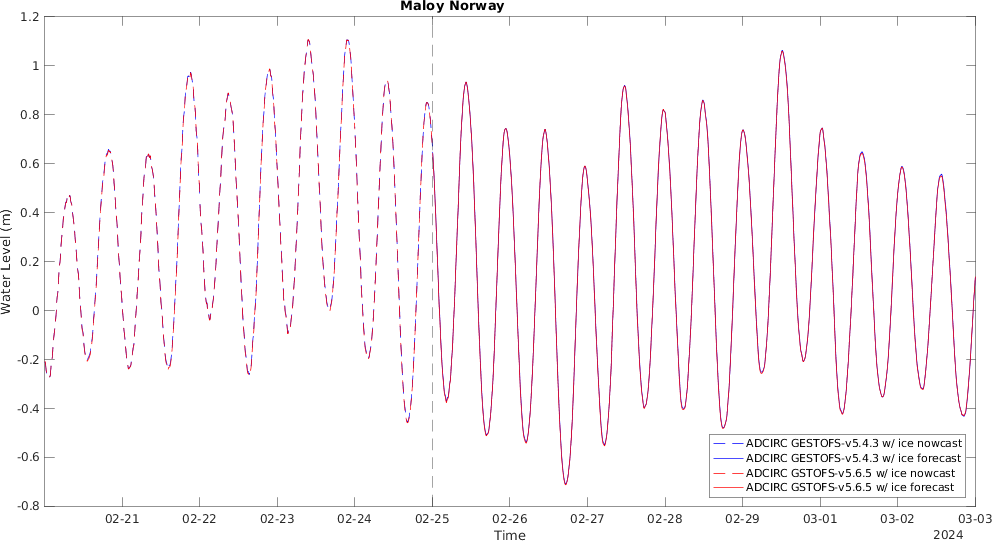 Maloy Norway
1.2
1
0.8
0.6
0.4
0.2
0
-0.2
-0.4
-0.6
-0.8
Water Level (m)
ADCIRC GESTOFS-v5.4.3 w/ ice nowcast
ADCIRC GESTOFS-v5.4.3 w/ ice forecast
ADCIRC GSTOFS-v5.6.5 w/ ice nowcast
ADCIRC GSTOFS-v5.6.5 w/ ice forecast
02-21 02-22 02-23 02-24 02-25 02-26 02-27 02-28 02-29 03-01 03-02 03-03
Time
2024